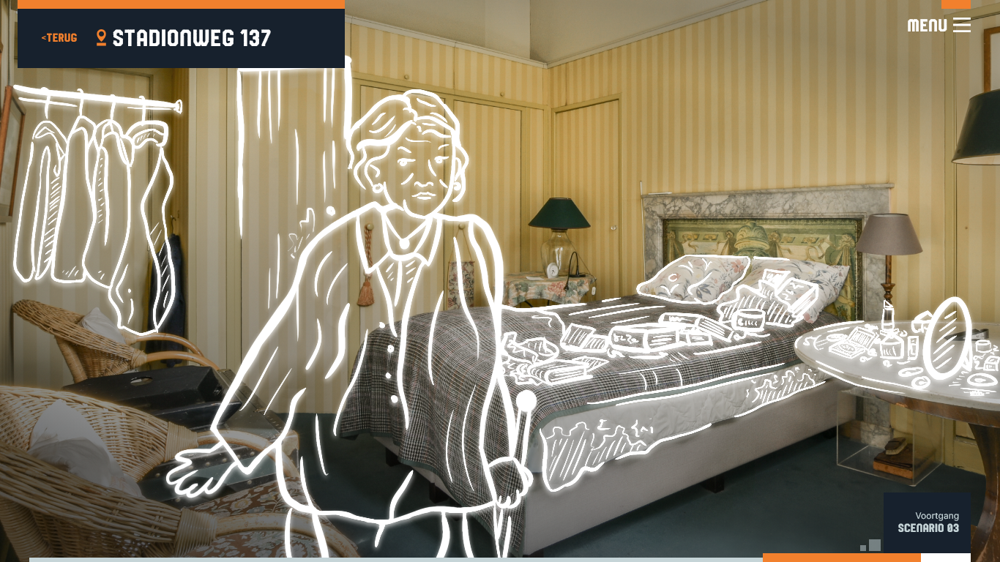 <TERUG
STADIONWEG 137
MENU
Voortgang
SCENARIO 03